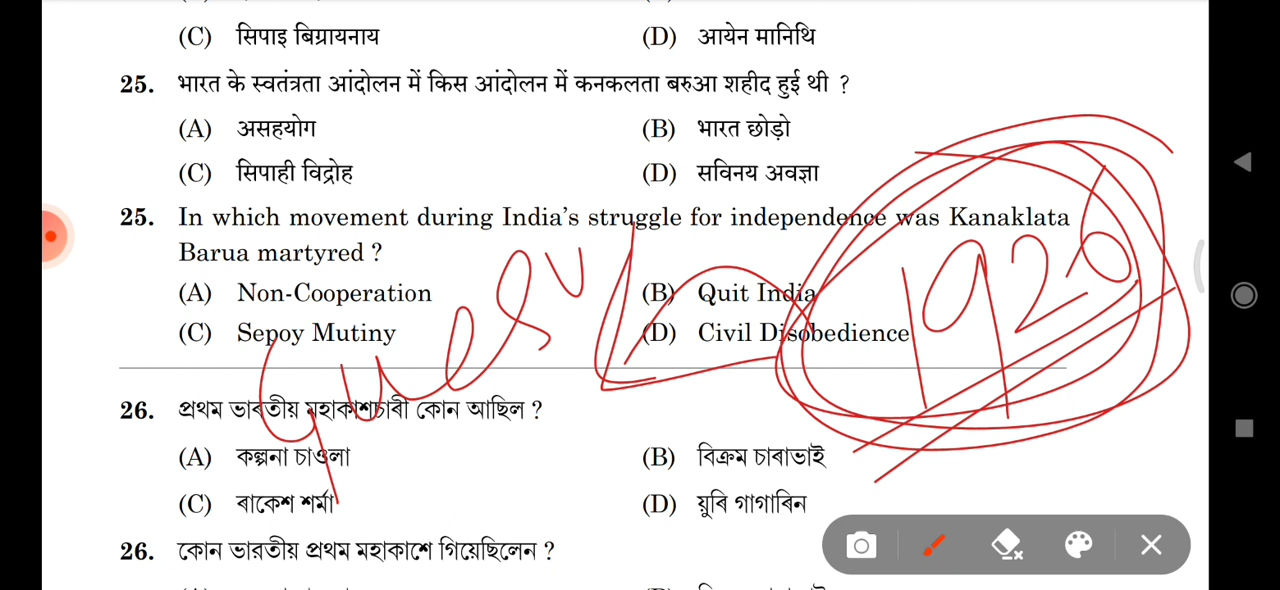 (C) सिपाइ बिग्रायनाय (D) आयेन मानिथि
25. भारत के स्वतंत्रता आंदोलन में किस आंदोलन में कनकलता बरुआ शहीद हुई थी ?
(A) असहयोग (B) भारत छोड़ो
(C) सिपाही विद्रोह (D) सविनय अवज्ञा
25. In which movement during India's struggle for independence was Kanaklata
Barua martyred ?
(A) Non-Cooperation (B) Quit India
(C) Sepoy Mutiny (D) Civil Disobedience
1926
26. প্ৰথম ভাৰতীয় মহাকাশচাৰী কোন আছিল ?
(A) কল্পনা চাওলা (B) বিক্ৰম চাৰাভাই
(C) ৰাকেশ শৰ্মা (D) য়ুৰি গাগাৰিন
26. কোন ভারতীয় প্রথম মহাকাশে গিয়েছিলেন ?